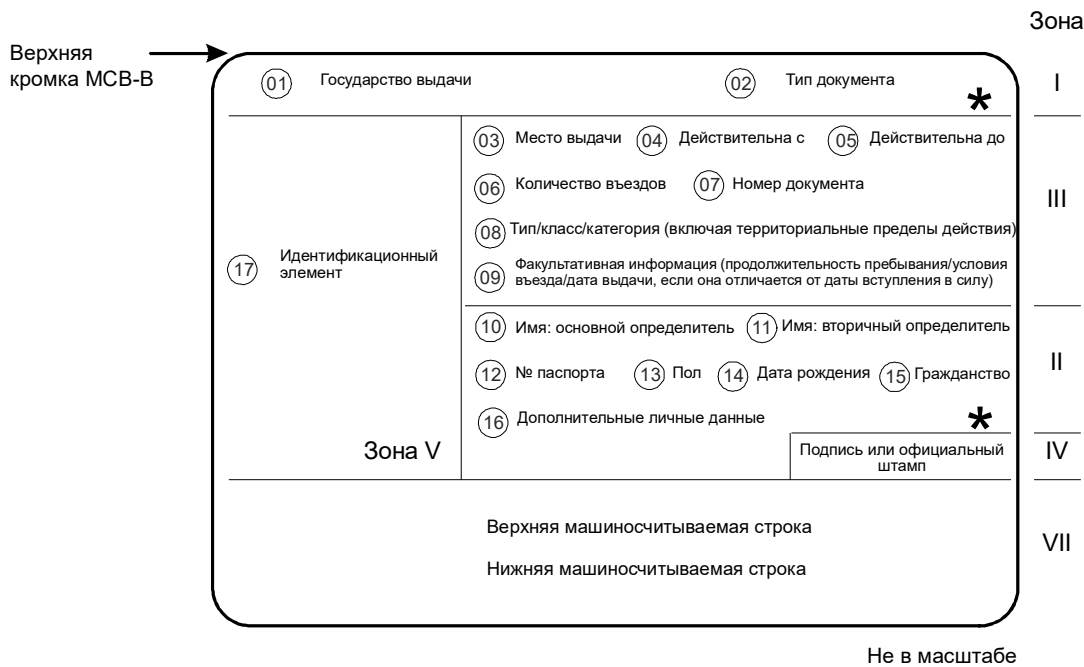 Зона
Верхняя
кромка МСВ-В
01 Государство выдачи 02 Тип документа * I
03 Место выдачи 04 Действительна с 05 Действительна до
06 Количество въездов 07 Номер документа III
08 Тип/класс/категория (включая территориальные пределы действия)
17 Идентификационный
элемент
09 Факультативная информация (продолжительность пребывания/условия
въезда/дата выдачи, если она отличается от даты вступления в силу)
10 Имя: основной определитель 11 Имя: вторичный определитель
12 № паспорта 13 Пол 14 Дата рождения 15 Гражданство II
16 Дополнительные личные данные *
Зона V
Подпись или официальный
штамп
IV
Верхняя машиносчитываемая строка
VII
Нижняя машиносчитываемая строка
Не в масштабе